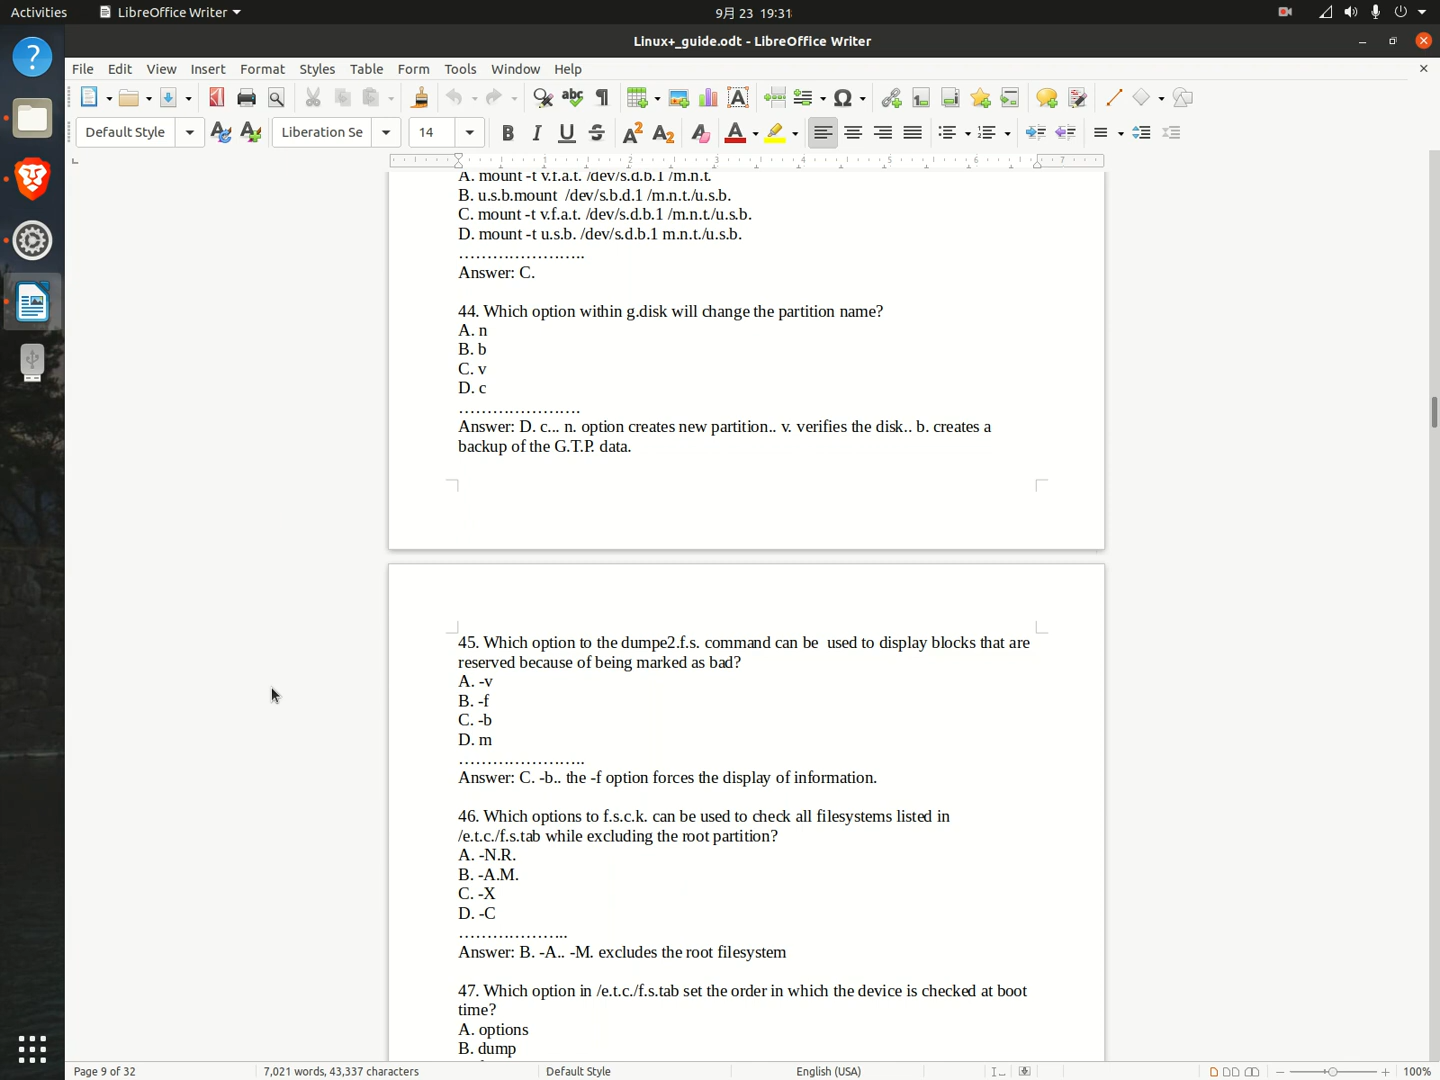 Activities LibreOffice Writer 9月 23 19:31
Linux+_guide.odt - LibreOffice Writer
File Edit View Insert Format Styles Table Form Tools Window Help
Default Style Liberation Se 14
1 2 3 4 5 6 7
A. mount -t v.f.a.t. /dev/s.d.b.1 /m.n.t.
B. u.s.b.mount /dev/s.b.d.1 /m.n.t./u.s.b.
C. mount -t v.f.a.t. /dev/s.d.b.1 /m.n.t./u.s.b.
D. mount -t u.s.b. /dev/s.d.b.1 m.n.t./u.s.b.
…………………..
Answer: C.
44. Which option within g.disk will change the partition name?
A. n
B. b
C. v
D. c
………………….
Answer: D. c... n. option creates new partition.. v. verifies the disk.. b. creates a
backup of the G.T.P. data.
45. Which option to the dumpe2.f.s. command can be used to display blocks that are
reserved because of being marked as bad?
A. -v
B. -f
C. -b
D. m
…………………..
Answer: C. -b.. the -f option forces the display of information.
46. Which options to f.s.c.k. can be used to check all filesystems listed in
/e.t.c./f.s.tab while excluding the root partition?
A. -N.R.
B. -A.M.
C. -X
D. -C
………………..
Answer: B. -A.. -M. excludes the root filesystem
47. Which option in /e.t.c./f.s.tab set the order in which the device is checked at boot
time?
A. options
B. dump
Page 9 of 32 7,021 words, 43,337 characters Default Style English (USA) 100%